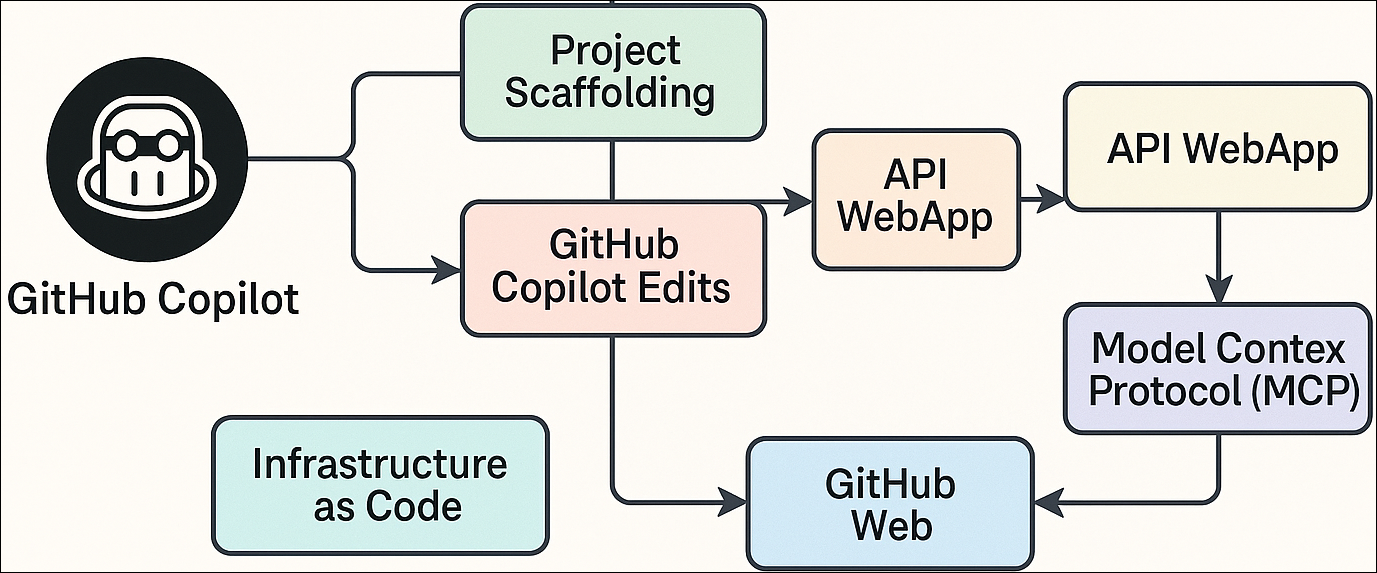 Project
Scaffolding
API
WebApp
API WebApp
GitHub
Copilot Edits
GitHub Copilot
Model Contex
Protocol (MCP)
Infrastructure
as Code
GitHub
Web